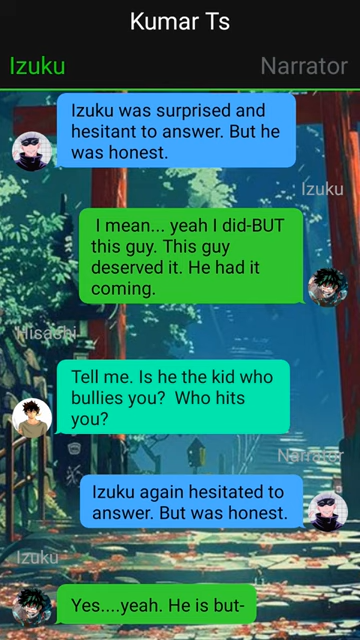 Kumar Ts
Izuku Narrator
Izuku was surprised and
hesitant to answer. But he
was honest.
Izuku
I mean... yeah I did-BUT
this guy. This guy
deserved it. He had it
coming.
Hisashi
Tell me. Is he the kid who
bullies you?  Who hits
you?
Narrator
Izuku again hesitated to
answer. But was honest.
Izuku
Yes....yeah. He is but-